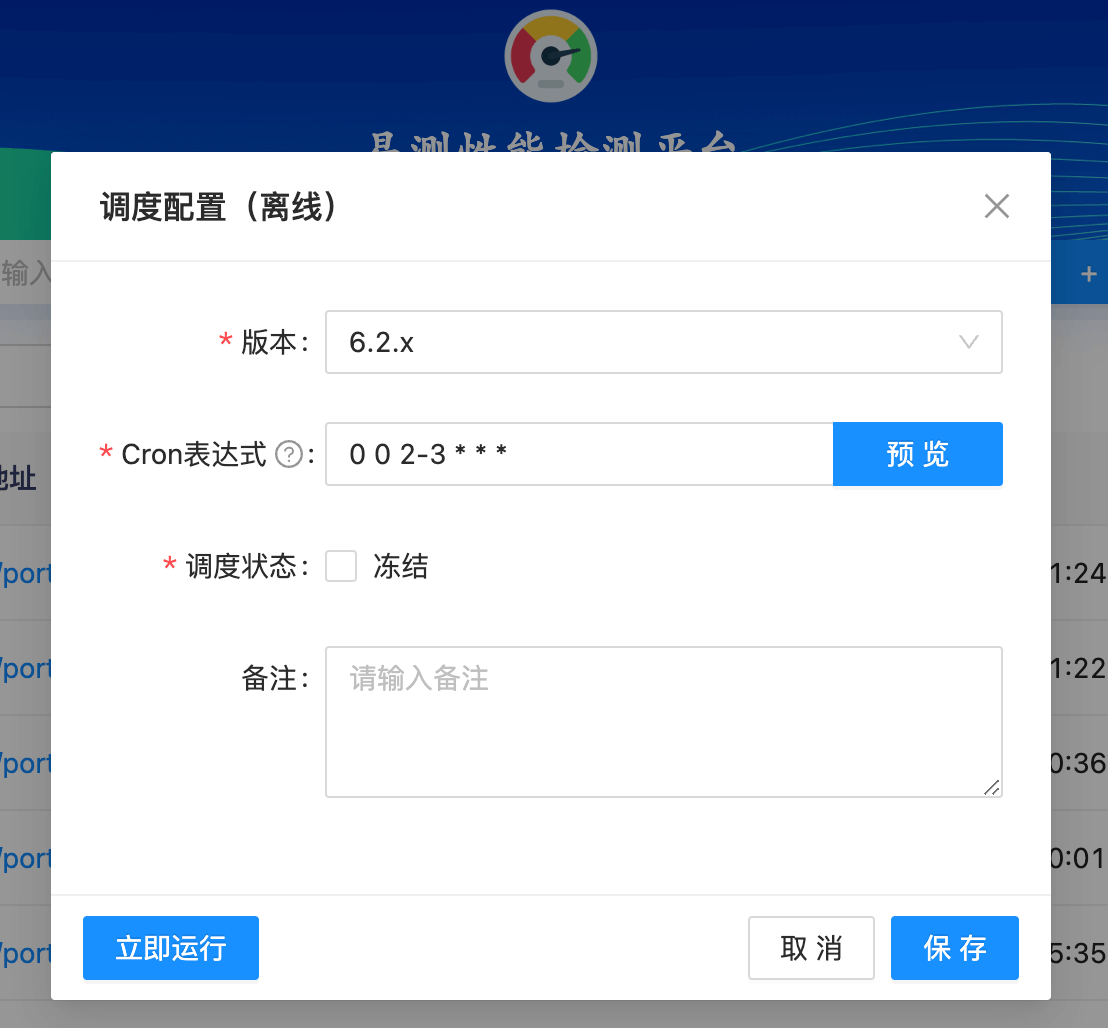 易测性能检测平台
调度配置（离线）
输入
+
* 版本：
6.2.x
* Cron表达式 ? :
0 0 2-3 * * *
预 览
地址
* 调度状态：
冻结
/port
1:24
/port
1:22
备注：
请输入备注
/port
0:36
/port
0:01
立即运行
取 消
保 存
/port
5:35